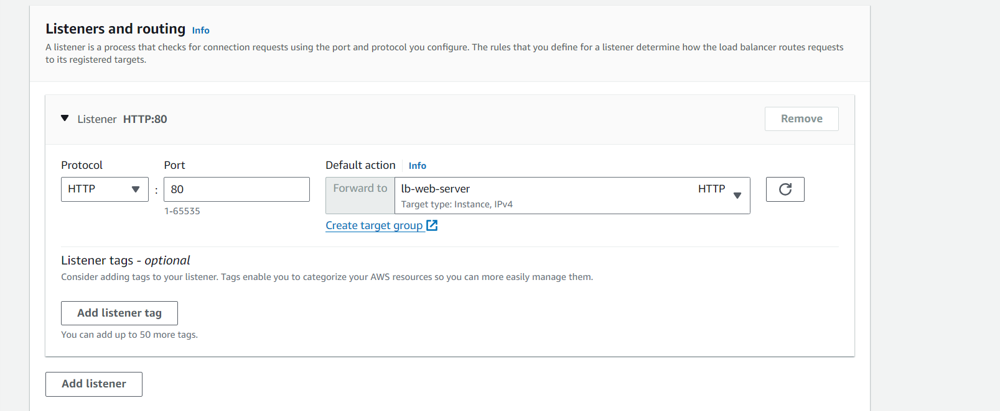 Listeners and routing Info
A listener is a process that checks for connection requests using the port and protocol you configure. The rules that you define for a listener determine how the load balancer routes requests
to its registered targets.
Listener HTTP:80
Remove
Protocol
Port
Default action
Info
HTTP
:
80
Forward to
lb-web-server
HTTP
Target type: Instance, IPv4
1-65535
Create target group
Listener tags - optional
Consider adding tags to your listener. Tags enable you to categorize your AWS resources so you can more easily manage them.
Add listener tag
You can add up to 50 more tags.
Add listener